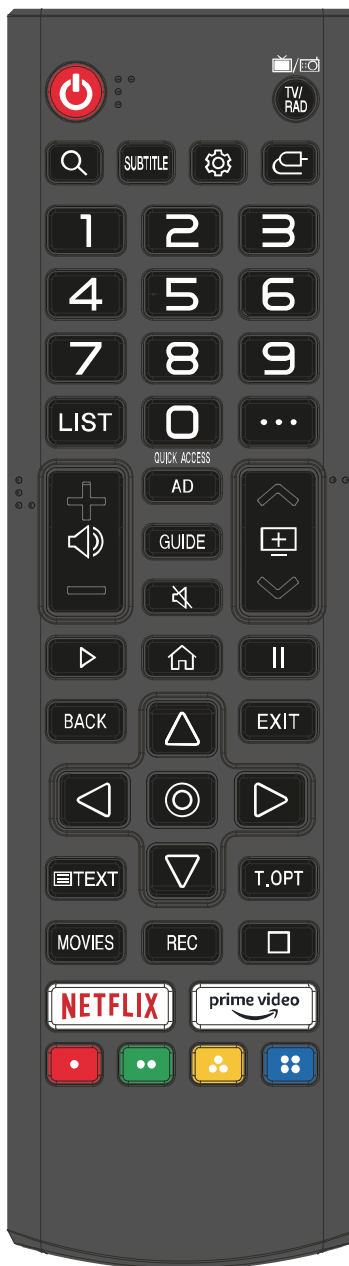 TV/
RAD
SUBTITLE
1 2 3
4 5 6
7 8 9
LIST 0 ...
QUICK ACCESS
AD
GUIDE
BACK EXIT
TEXT T.OPT
MOVIES REC
NETFLIX prime video